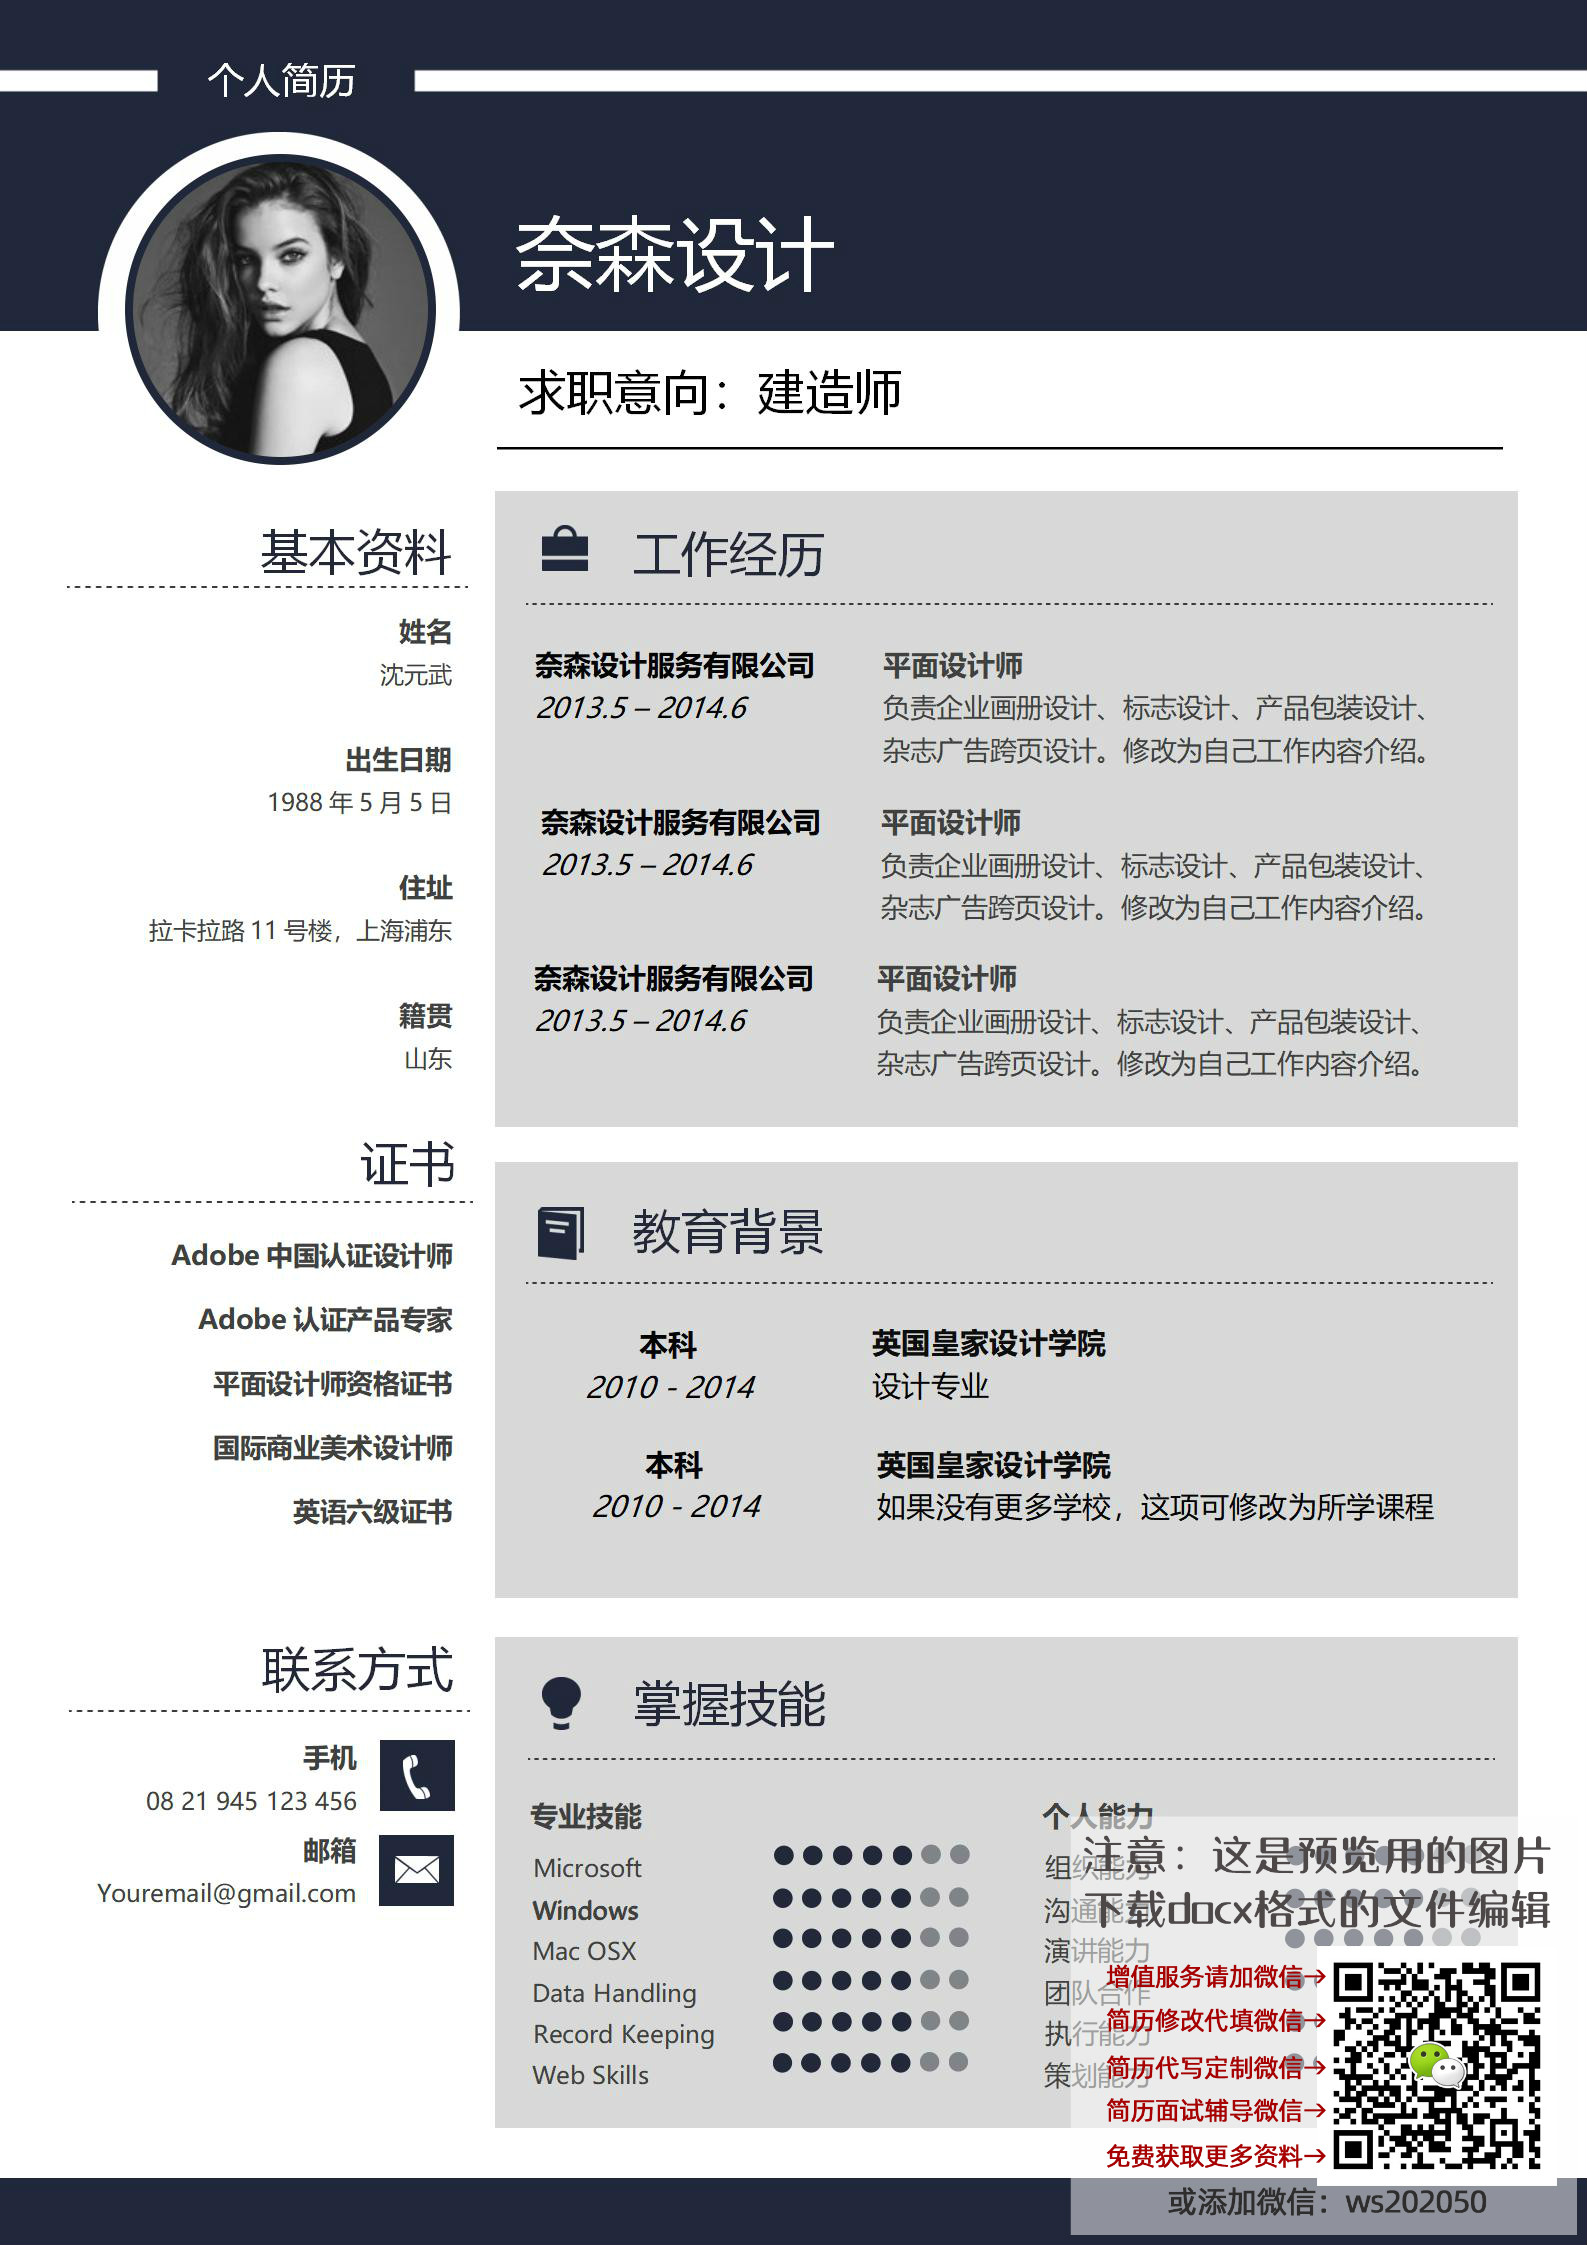 个人简历
奈森设计
求职意向：建造师
基本资料
姓名
沈元武
出生日期
1988 年 5 月 5 日
住址
拉卡拉路 11 号楼，上海浦东
籍贯
山东
证书
Adobe 中国认证设计师
Adobe 认证产品专家
平面设计师资格证书
国际商业美术设计师
英语六级证书
联系方式
手机
08 21 945 123 456
邮箱
Youremail@gmail.com
工作经历
奈森设计服务有限公司
2013.5 – 2014.6
平面设计师
负责企业画册设计、标志设计、产品包装设计、
杂志广告跨页设计。修改为自己工作内容介绍。
奈森设计服务有限公司
2013.5 – 2014.6
平面设计师
负责企业画册设计、标志设计、产品包装设计、
杂志广告跨页设计。修改为自己工作内容介绍。
奈森设计服务有限公司
2013.5 – 2014.6
平面设计师
负责企业画册设计、标志设计、产品包装设计、
杂志广告跨页设计。修改为自己工作内容介绍。
教育背景
本科
2010 - 2014
英国皇家设计学院
设计专业
本科
2010 - 2014
英国皇家设计学院
如果没有更多学校，这项可修改为所学课程
掌握技能
专业技能
Microsoft
Windows
Mac OSX
Data Handling
Record Keeping
Web Skills
个人能力
组织能力
沟通能力
演讲能力
团队合作
执行能力
策划能力
注意：这是预览用的图片
下载docx格式的文件编辑
增值服务请加微信→
简历修改代填微信→
简历代写定制微信→
简历面试辅导微信→
免费获取更多资料→
或添加微信：ws202050